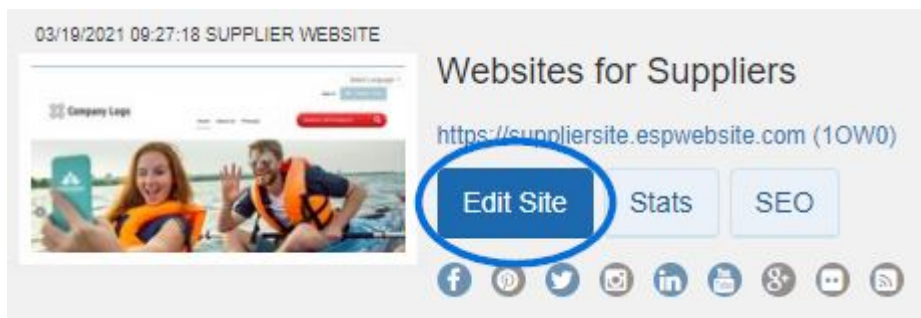 03/19/2021 09:27:18 SUPPLIER WEBSITE
Websites for Suppliers
https://suppliersite.espwebsite.com (1OW0)
Edit Site
Stats
SEO
Company Logo